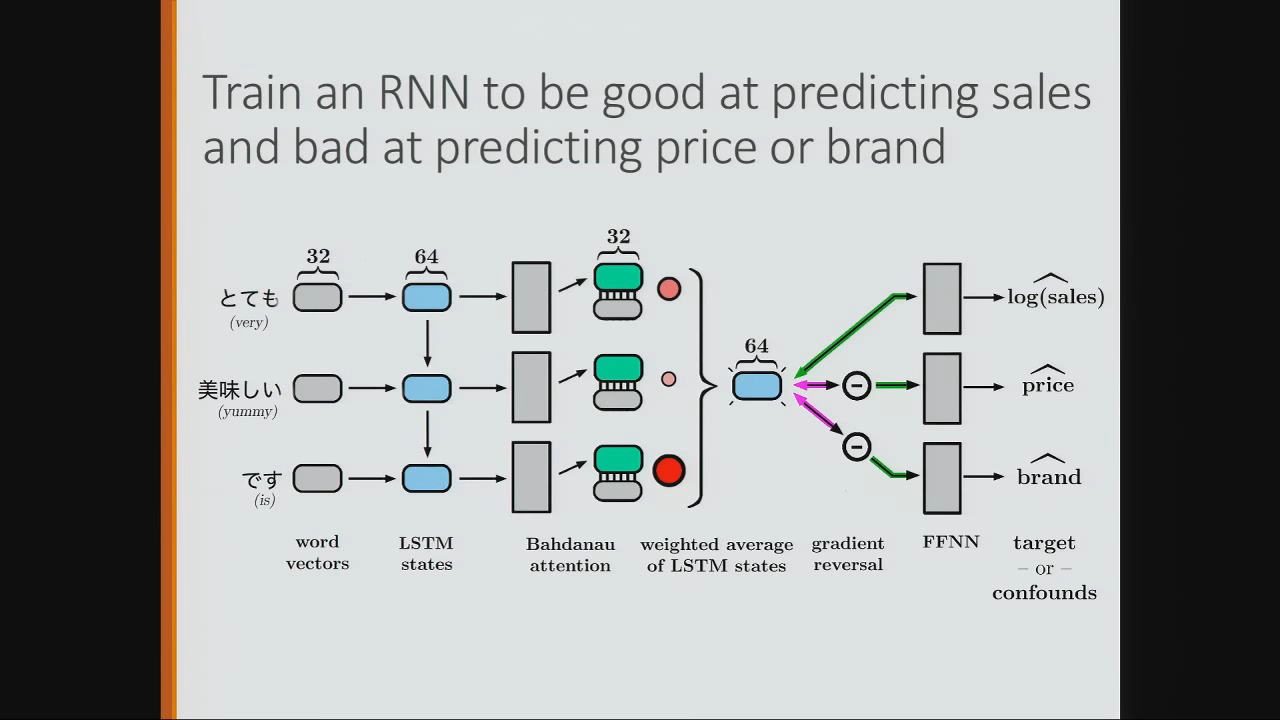 Train an RNN to be good at predicting sales
and bad at predicting price or brand
32
64
32
とても
(very)
log(sales)
64
美味しい
(yummy)
price
です
(is)
brand
word
vectors
LSTM
states
Bahdanau
attention
weighted average
of LSTM states
gradient
reversal
FFNN
target
– or –
confounds